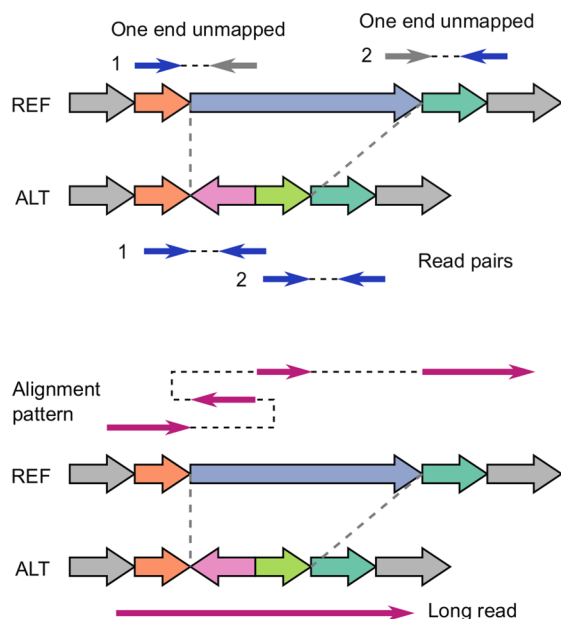 One end unmapped
One end unmapped
1
2
REF
ALT
1
Read pairs
2
Alignment
pattern
REF
ALT
Long read